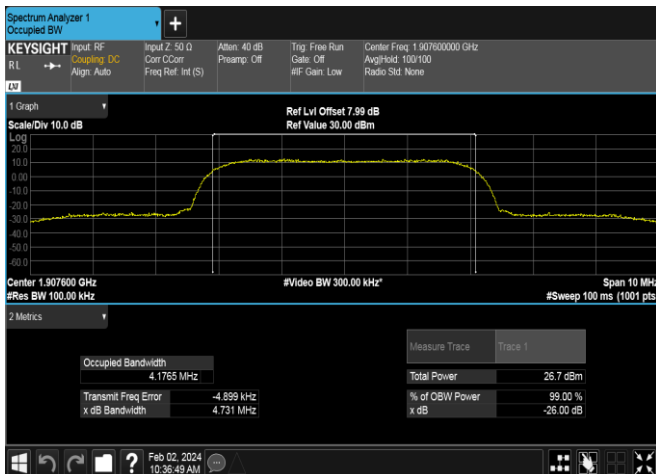 Spectrum Analyzer 1
Occupied BW
+
KEYSIGHT Input: RF Input Z: 50 Ω Atten: 40 dB Trig: Free Run Center Freq: 1.907600000 GHz
RL Coupling: DC Corr CCorr Preamp: Off Gate: Off Avg|Hold: 100/100
Align: Auto Freq Ref: Int (S) #IF Gain: Low Radio Std: None
LXI
1 Graph
Ref Lvl Offset 7.99 dB
Scale/Div 10.0 dB Ref Value 30.00 dBm
Log
20.0
10.0
0.00
-10.0
-20.0
-30.0
-40.0
-50.0
-60.0
Center 1.907600 GHz #Video BW 300.00 kHz* Span 10 MHz
#Res BW 100.00 kHz #Sweep 100 ms (1001 pts)
2 Metrics
Measure Trace Trace 1
Occupied Bandwidth
4.1765 MHz
Total Power 26.7 dBm
Transmit Freq Error -4.899 kHz % of OBW Power 99.00 %
x dB Bandwidth 4.731 MHz x dB -26.00 dB
? Feb 02, 2024
10:36:49 AM